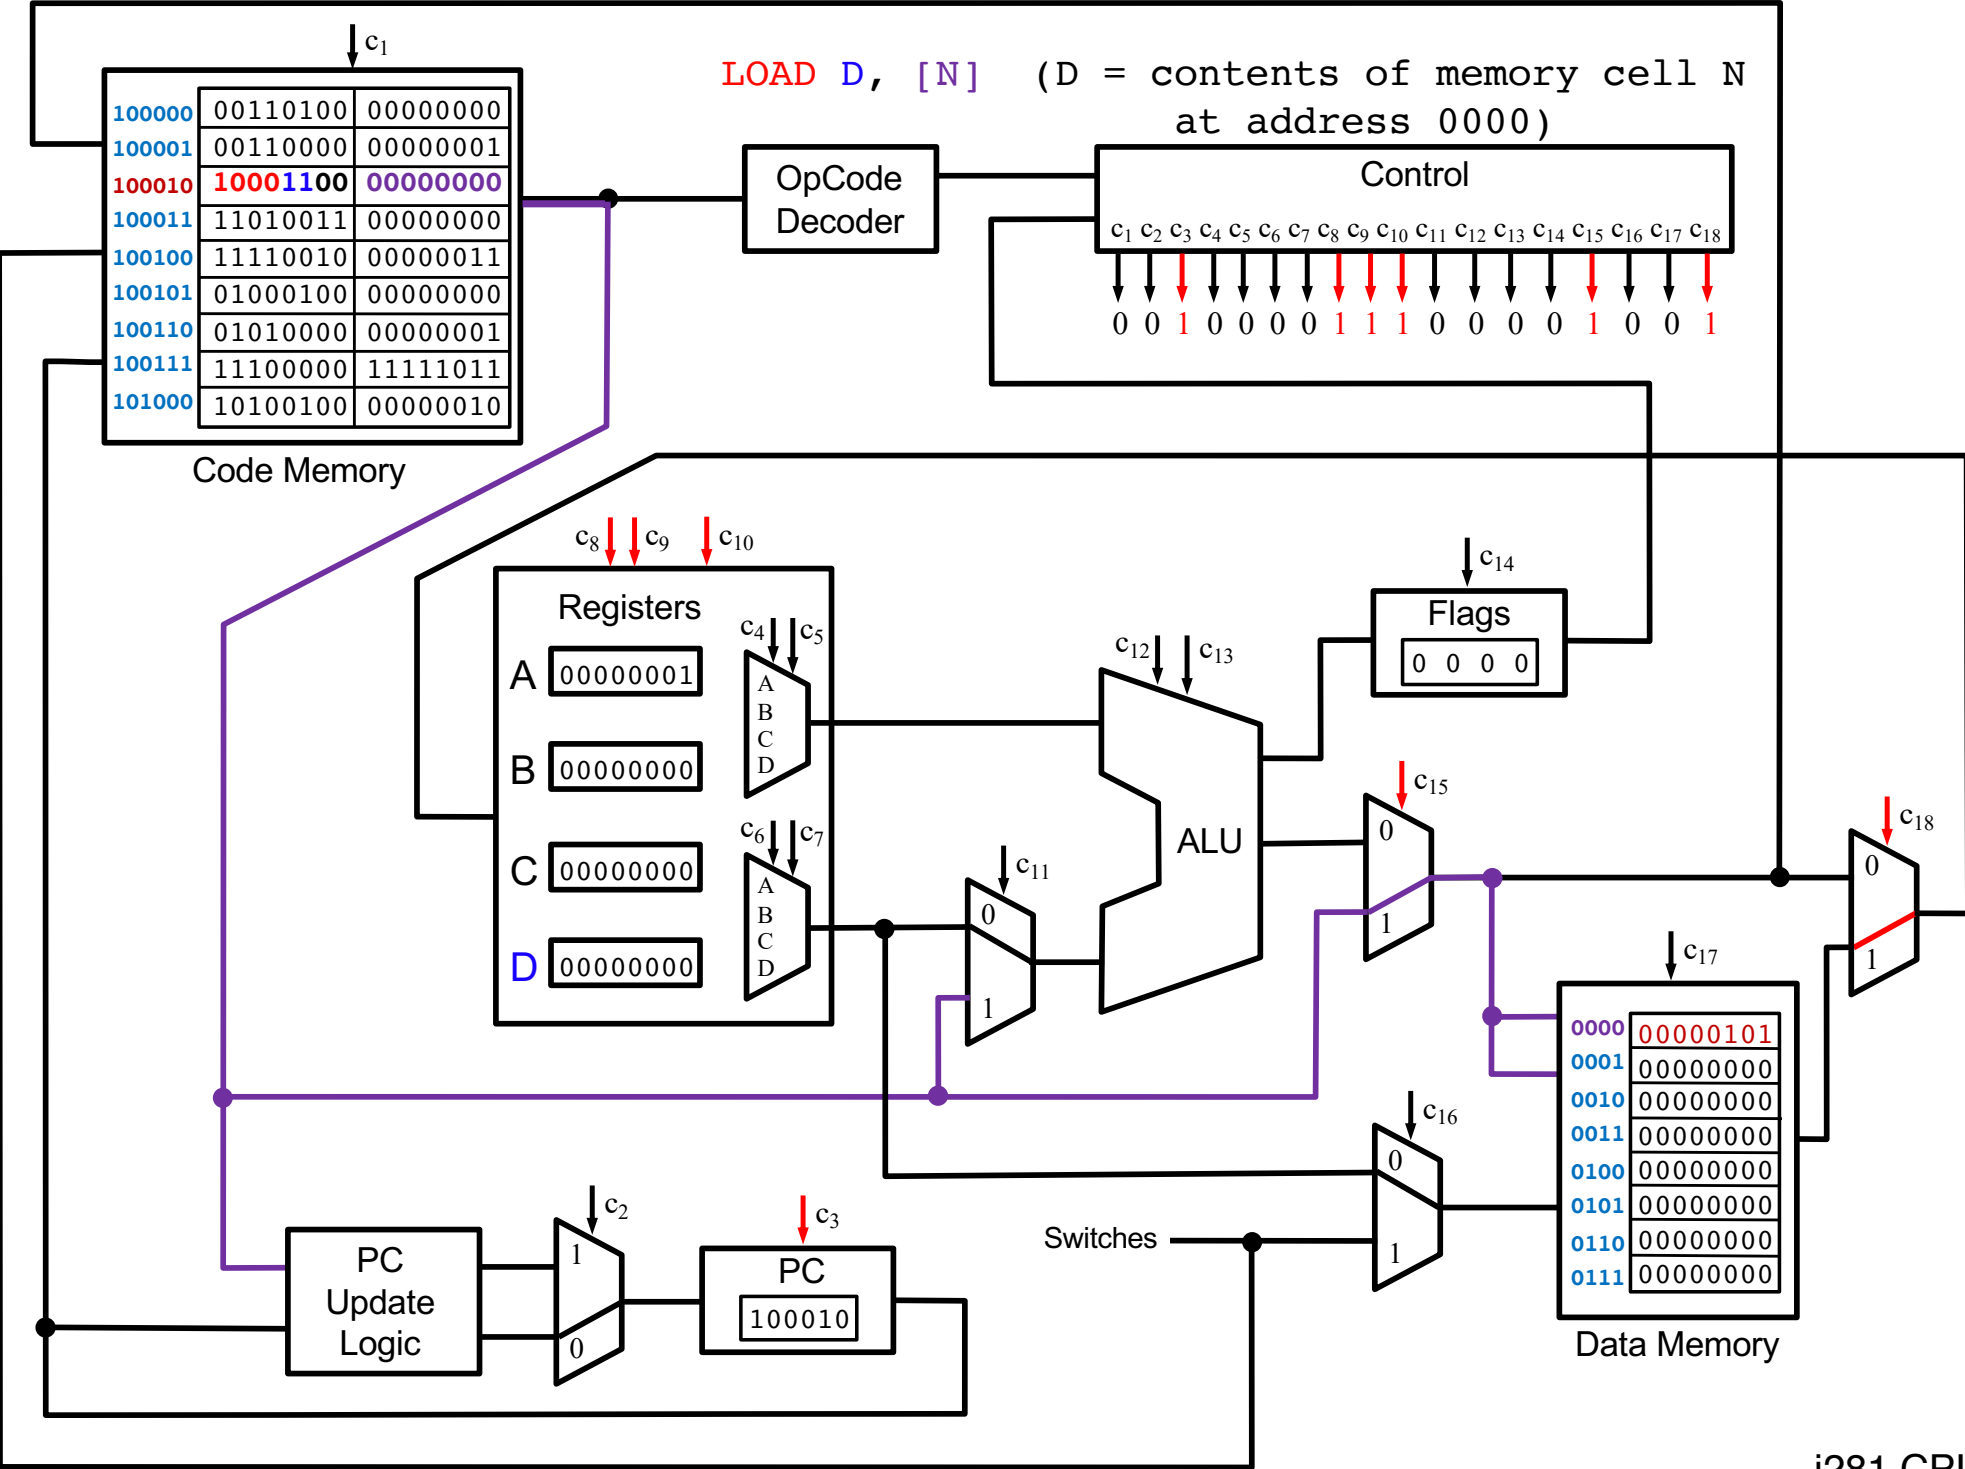 c1
LOAD D, [N] (D = contents of memory cell N
at address 0000)
100000 00110100 00000000
100001 00110000 00000001
100010 10001100 00000000
100011 11010011 00000000
100100 11110010 00000011
100101 01000100 00000000
100110 01010000 00000001
100111 11100000 11111011
101000 10100100 00000010
Code Memory
OpCode
Decoder
Control
c1 c2 c3 c4 c5 c6 c7 c8 c9 c10 c11 c12 c13 c14 c15 c16 c17 c18
0 0 1 0 0 0 0 1 1 1 0 0 0 0 1 0 0 1
c8 c9 c10
Registers
A 00000001
B 00000000
C 00000000
D 00000000
c4 c5
A
B
C
D
c6 c7
A
B
C
D
c11
0
1
c12 c13
ALU
c14
Flags
0 0 0 0
c15
0
1
c18
0
1
c17
0000 00000101
0001 00000000
0010 00000000
0011 00000000
0100 00000000
0101 00000000
0110 00000000
0111 00000000
Data Memory
c16
0
1
Switches
PC
Update
Logic
c2
1
0
c3
PC
100010
i281 CPU